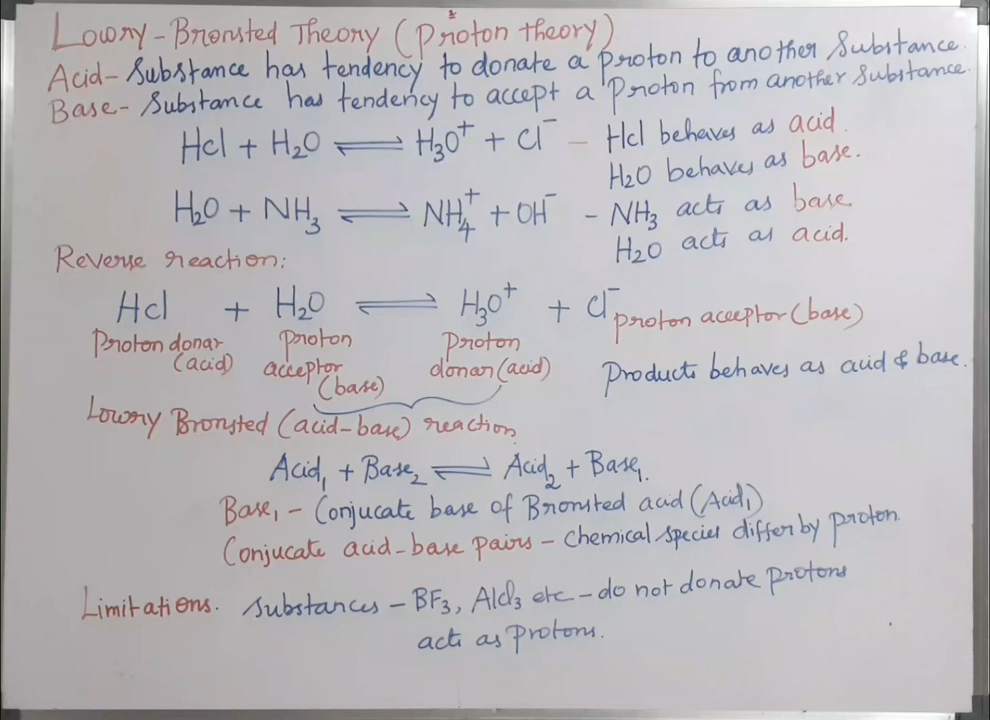 Lowry-Bronsted Theory (Proton theory)
Acid- Substance has tendency to donate a proton to another Substance.
Base- Substance has tendency to accept a Proton from another Substance.
Hcl + H₂O ⇌ H₃O⁺ + Cl⁻ - Hcl behaves as acid.
H₂O behaves as base.
H₂O + NH₃ ⇌ NH₄⁺ + OH⁻ - NH₃ acts as base.
H₂O acts as acid.
Reverse reaction:
Hcl + H₂O ⇌ H₃O⁺ + Cl⁻ proton acceptor (base)
Proton donar (acid) proton acceptor (base) Proton donar (acid)
Products behaves as acid & base.
Lowry Bronsted (acid-base) reaction
Acid₁ + Base₂ ⇌ Acid₂ + Base₁.
Base₁ - Conjucate base of Bronsted acid (Acid₁)
Conjucate acid-base pairs - chemical species differ by proton
Limitations. Substances - BF₃, Alcl₃ etc - do not donate protons
acts as protons.